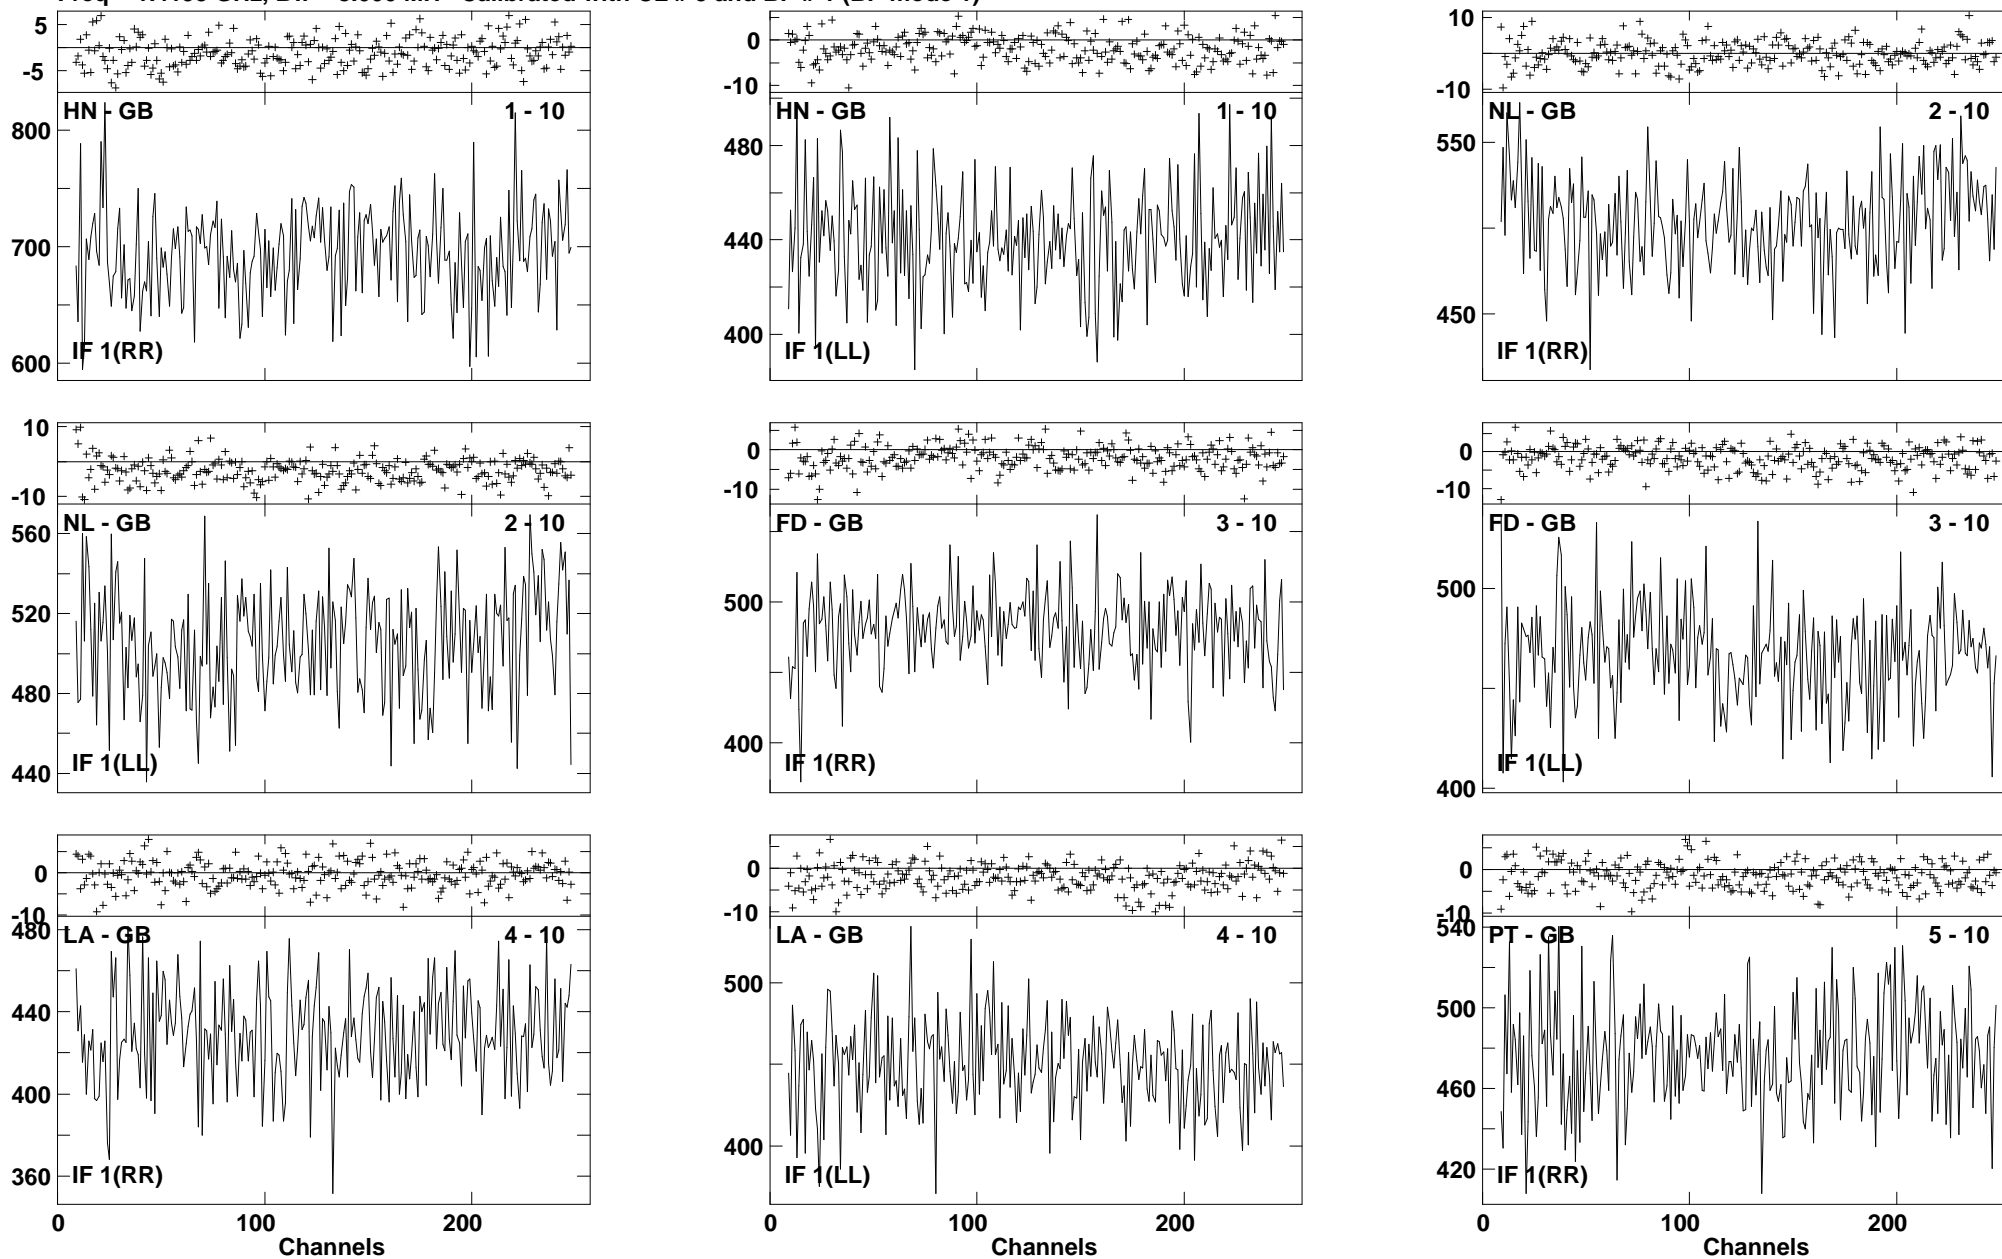 5
-5
HN - GB 1 - 10
800
700
600
IF 1(RR)
0
-10
HN - GB 1 - 10
480
440
400
IF 1(LL)
10
-10
NL - GB 2 - 10
550
450
IF 1(RR)
10
-10
NL - GB 2 - 10
560
520
480
440
IF 1(LL)
0
-10
FD - GB 3 - 10
500
400
IF 1(RR)
0
-10
FD - GB 3 - 10
500
400
IF 1(LL)
0
-10
LA - GB 4 - 10
480
440
400
360
IF 1(RR)
0 100 200
Channels
0
-10
LA - GB 4 - 10
500
400
IF 1(LL)
0 100 200
Channels
0
-10
PT - GB 5 - 10
540
500
460
420
IF 1(RR)
0 100 200
Channels